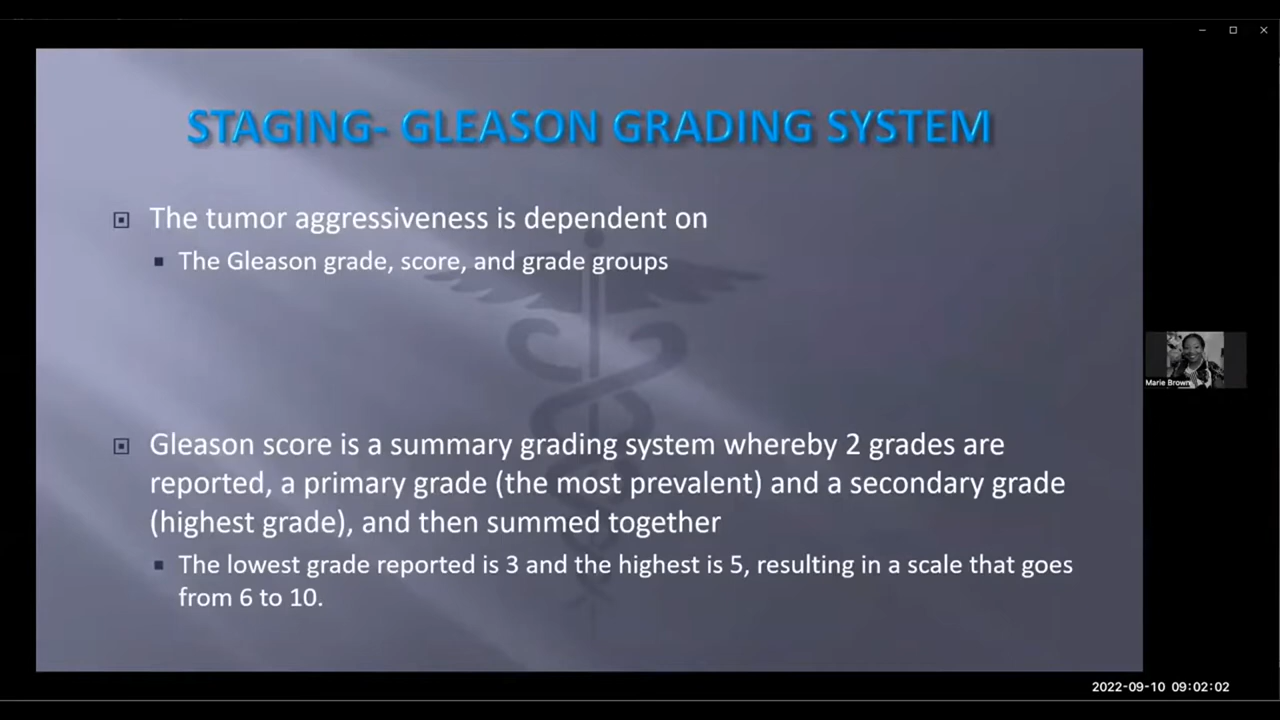 STAGING- GLEASON GRADING SYSTEM
The tumor aggressiveness is dependent on
The Gleason grade, score, and grade groups
Gleason score is a summary grading system whereby 2 grades are
reported, a primary grade (the most prevalent) and a secondary grade
(highest grade), and then summed together
The lowest grade reported is 3 and the highest is 5, resulting in a scale that goes
from 6 to 10.
Marie Brown
2022-09-10 09:02:02